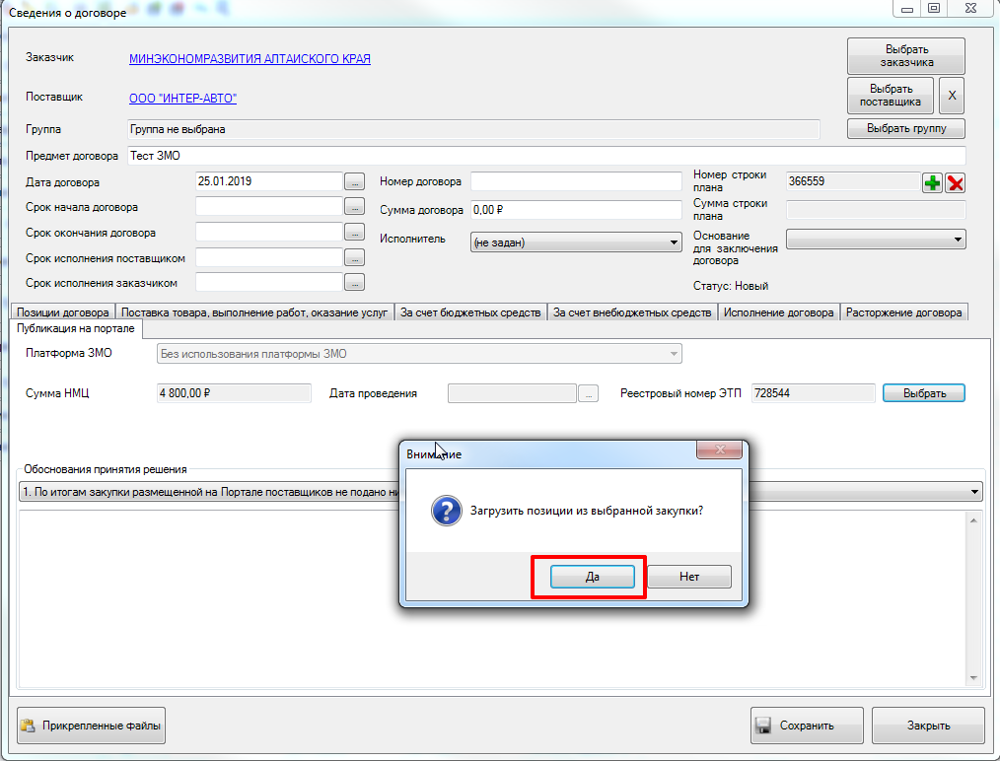 Сведения о договоре
Заказчик
МИНЭКОНОМРАЗВИТИЯ АЛТАЙСКОГО КРАЯ
Выбрать
заказчика
Поставщик
ООО "ИНТЕР-АВТО"
Выбрать
поставщика
X
Группа
Группа не выбрана
Выбрать группу
Предмет договора
Тест ЗМО
Дата договора
25.01.2019
...
Номер договора
Номер строки
плана
366559
Срок начала договора
...
Сумма договора
0,00 ₽
Сумма строки
плана
Срок окончания договора
...
Исполнитель
(не задан)
Основание
для заключения
договора
Срок исполнения поставщиком
...
Срок исполнения заказчиком
...
Статус: Новый
Позиции договора
Поставка товара, выполнение работ, оказание услуг
За счет бюджетных средств
За счет внебюджетных средств
Исполнение договора
Расторжение договора
Публикация на портале
Платформа ЗМО
Без использования платформы ЗМО
Сумма НМЦ
4 800,00 ₽
Дата проведения
...
Реестровый номер ЭТП
728544
Выбрать
Обоснования принятия решения
1. По итогам закупки размещенной на Портале поставщиков не подано
Загрузить позиции из выбранной закупки?
Да
Нет
Прикрепленные файлы
Сохранить
Закрыть